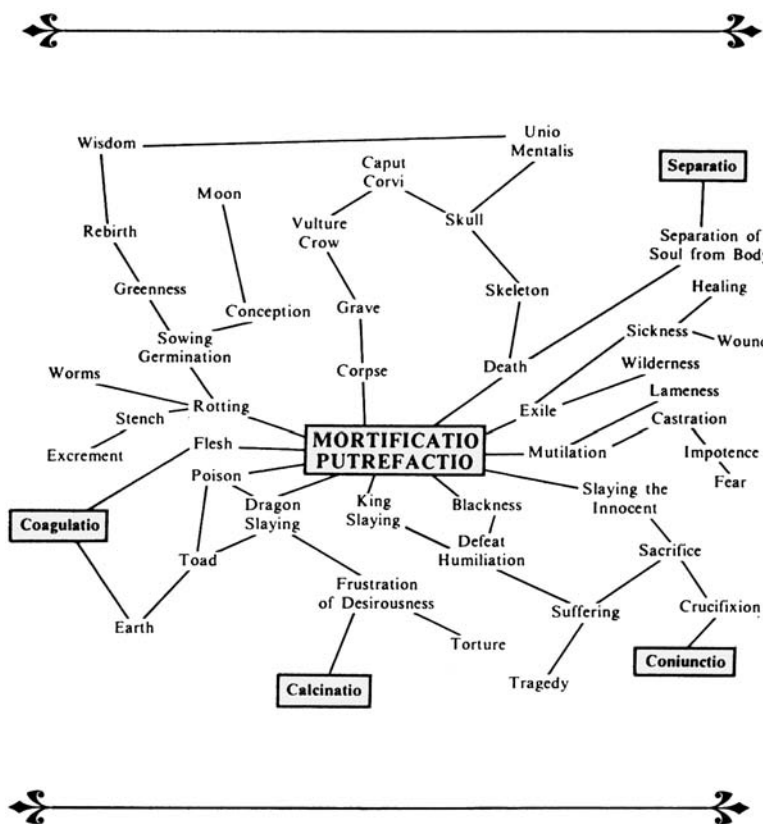 Unio
Wisdom
Mentalis
Caput
Corvi
Separatio
Moon
Skull
Vulture
Crow
Rebirth
Separation of
Soul from Body
Greenness
Skeleton
Healing
Conception
Grave
Sickness
Sowing
Germination
Wound
Worms
Corpse
Death
Wilderness
Lameness
Rotting
Exile
Stench
Castration
Flesh
MORTIFICATIO
PUTREFACTIO
Mutilation
Excrement
Impotence
Poison
Fear
Slaying the
Innocent
Dragon
Slaying
King
Slaying
Blackness
Coagulatio
Defeat
Humiliation
Sacrifice
Toad
Frustration
of Desirousness
Crucifixion
Suffering
Earth
Torture
Coniunctio
Tragedy
Calcinatio